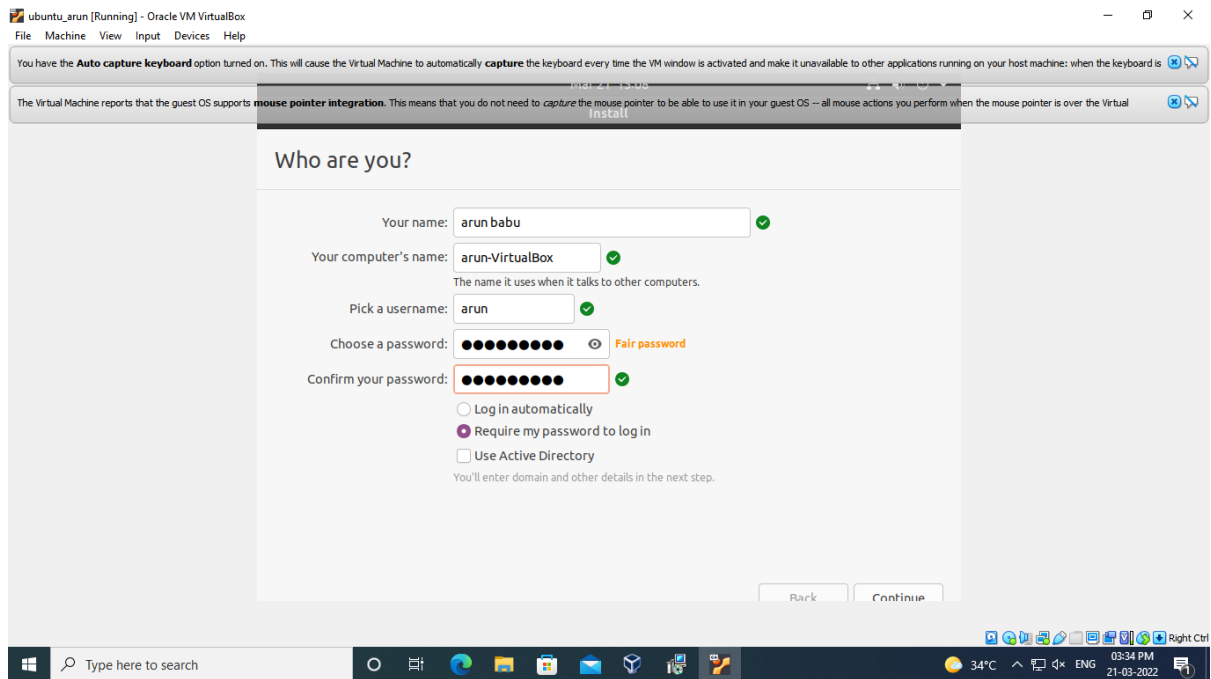 ubuntu_arun [Running] - Oracle VM VirtualBox
File Machine View Input Devices Help
You have the Auto capture keyboard option turned on. This will cause the Virtual Machine to automatically capture the keyboard every time the VM window is activated and make it unavailable to other applications running on your host machine: when the keyboard is
Mar 21 15:08
The Virtual Machine reports that the guest OS supports mouse pointer integration. This means that you do not need to capture the mouse pointer to be able to use it in your guest OS -- all mouse actions you perform when the mouse pointer is over the Virtual
Install
Who are you?
Your name: arun babu
Your computer's name: arun-VirtualBox
The name it uses when it talks to other computers.
Pick a username: arun
Choose a password: ●●●●●●●●● Fair password
Confirm your password: ●●●●●●●●●
Log in automatically
Require my password to log in
Use Active Directory
You'll enter domain and other details in the next step.
Back Continue
Right Ctrl
Type here to search
34°C ENG 03:34 PM
21-03-2022
1